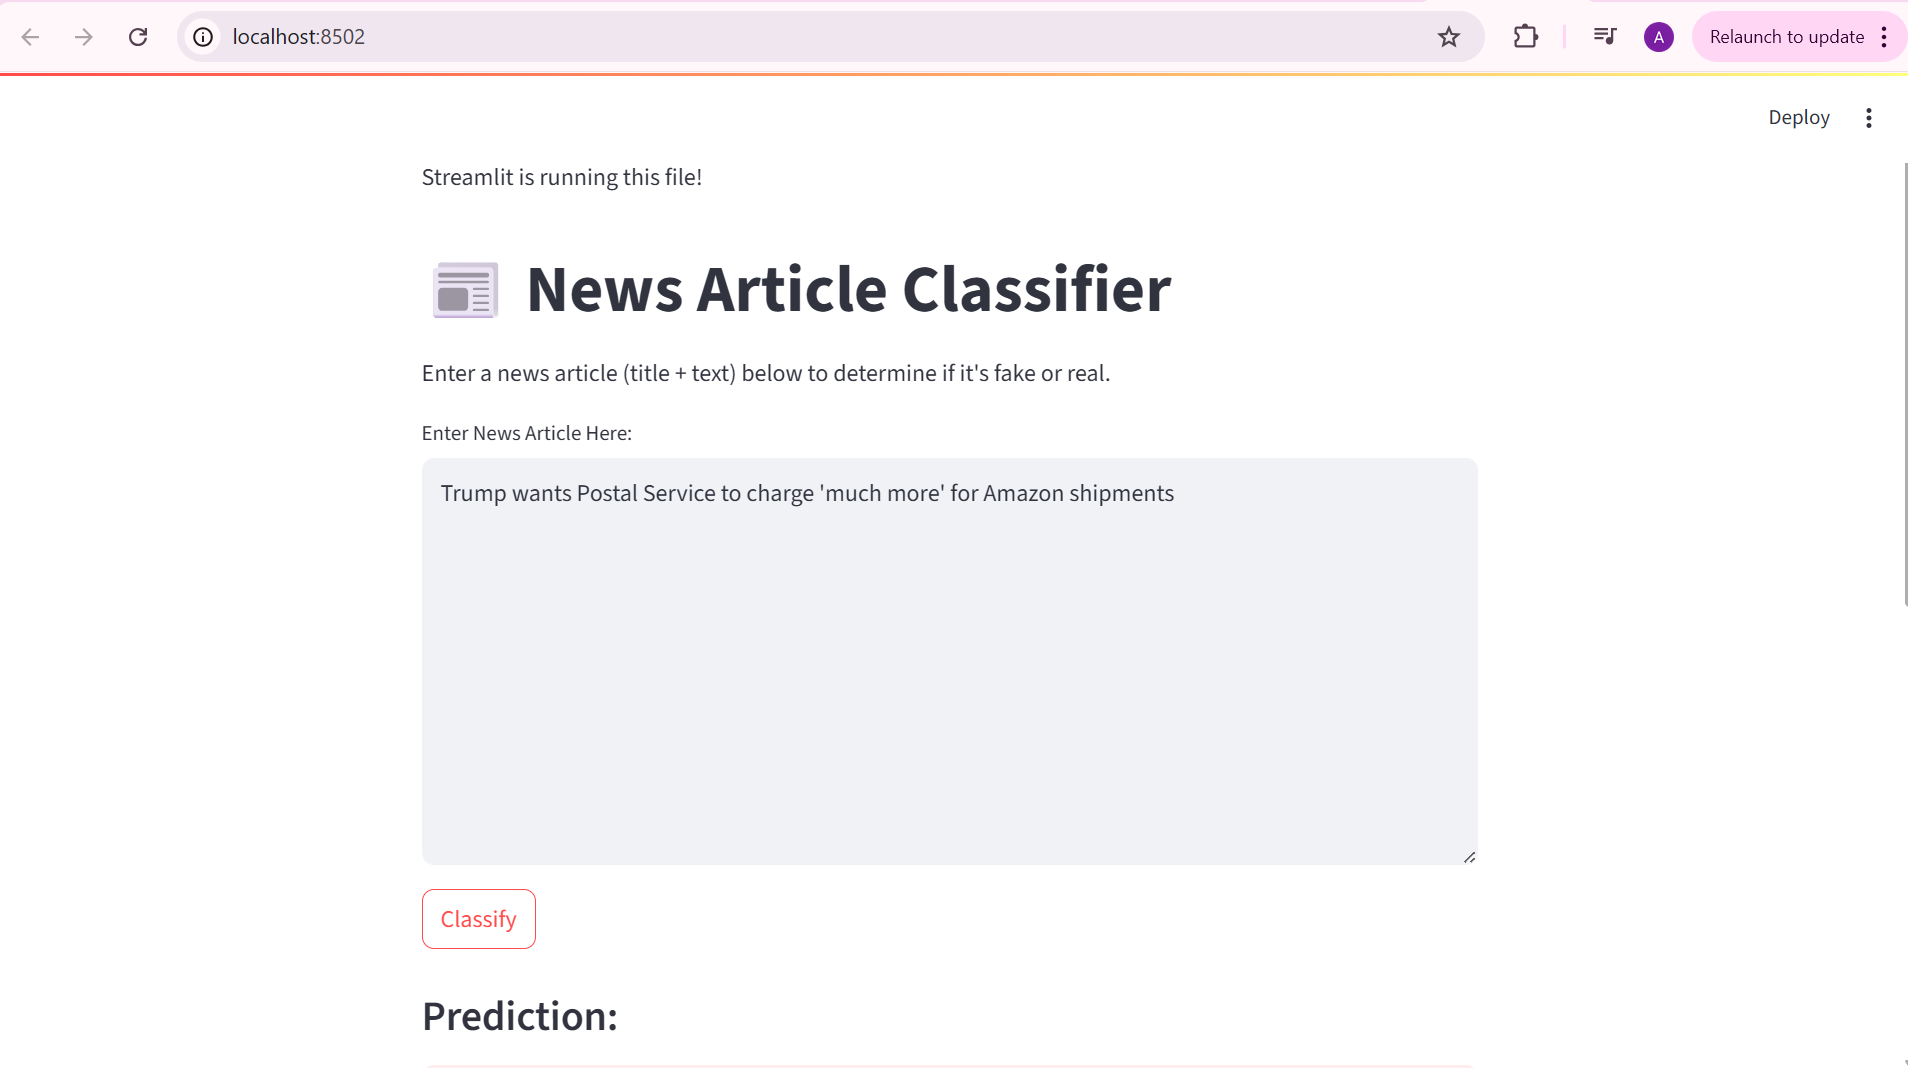 localhost:8502
A
Relaunch to update
Deploy
Streamlit is running this file!
News Article Classifier
Enter a news article (title + text) below to determine if it's fake or real.
Enter News Article Here:
Trump wants Postal Service to charge 'much more' for Amazon shipments
Classify
Prediction: